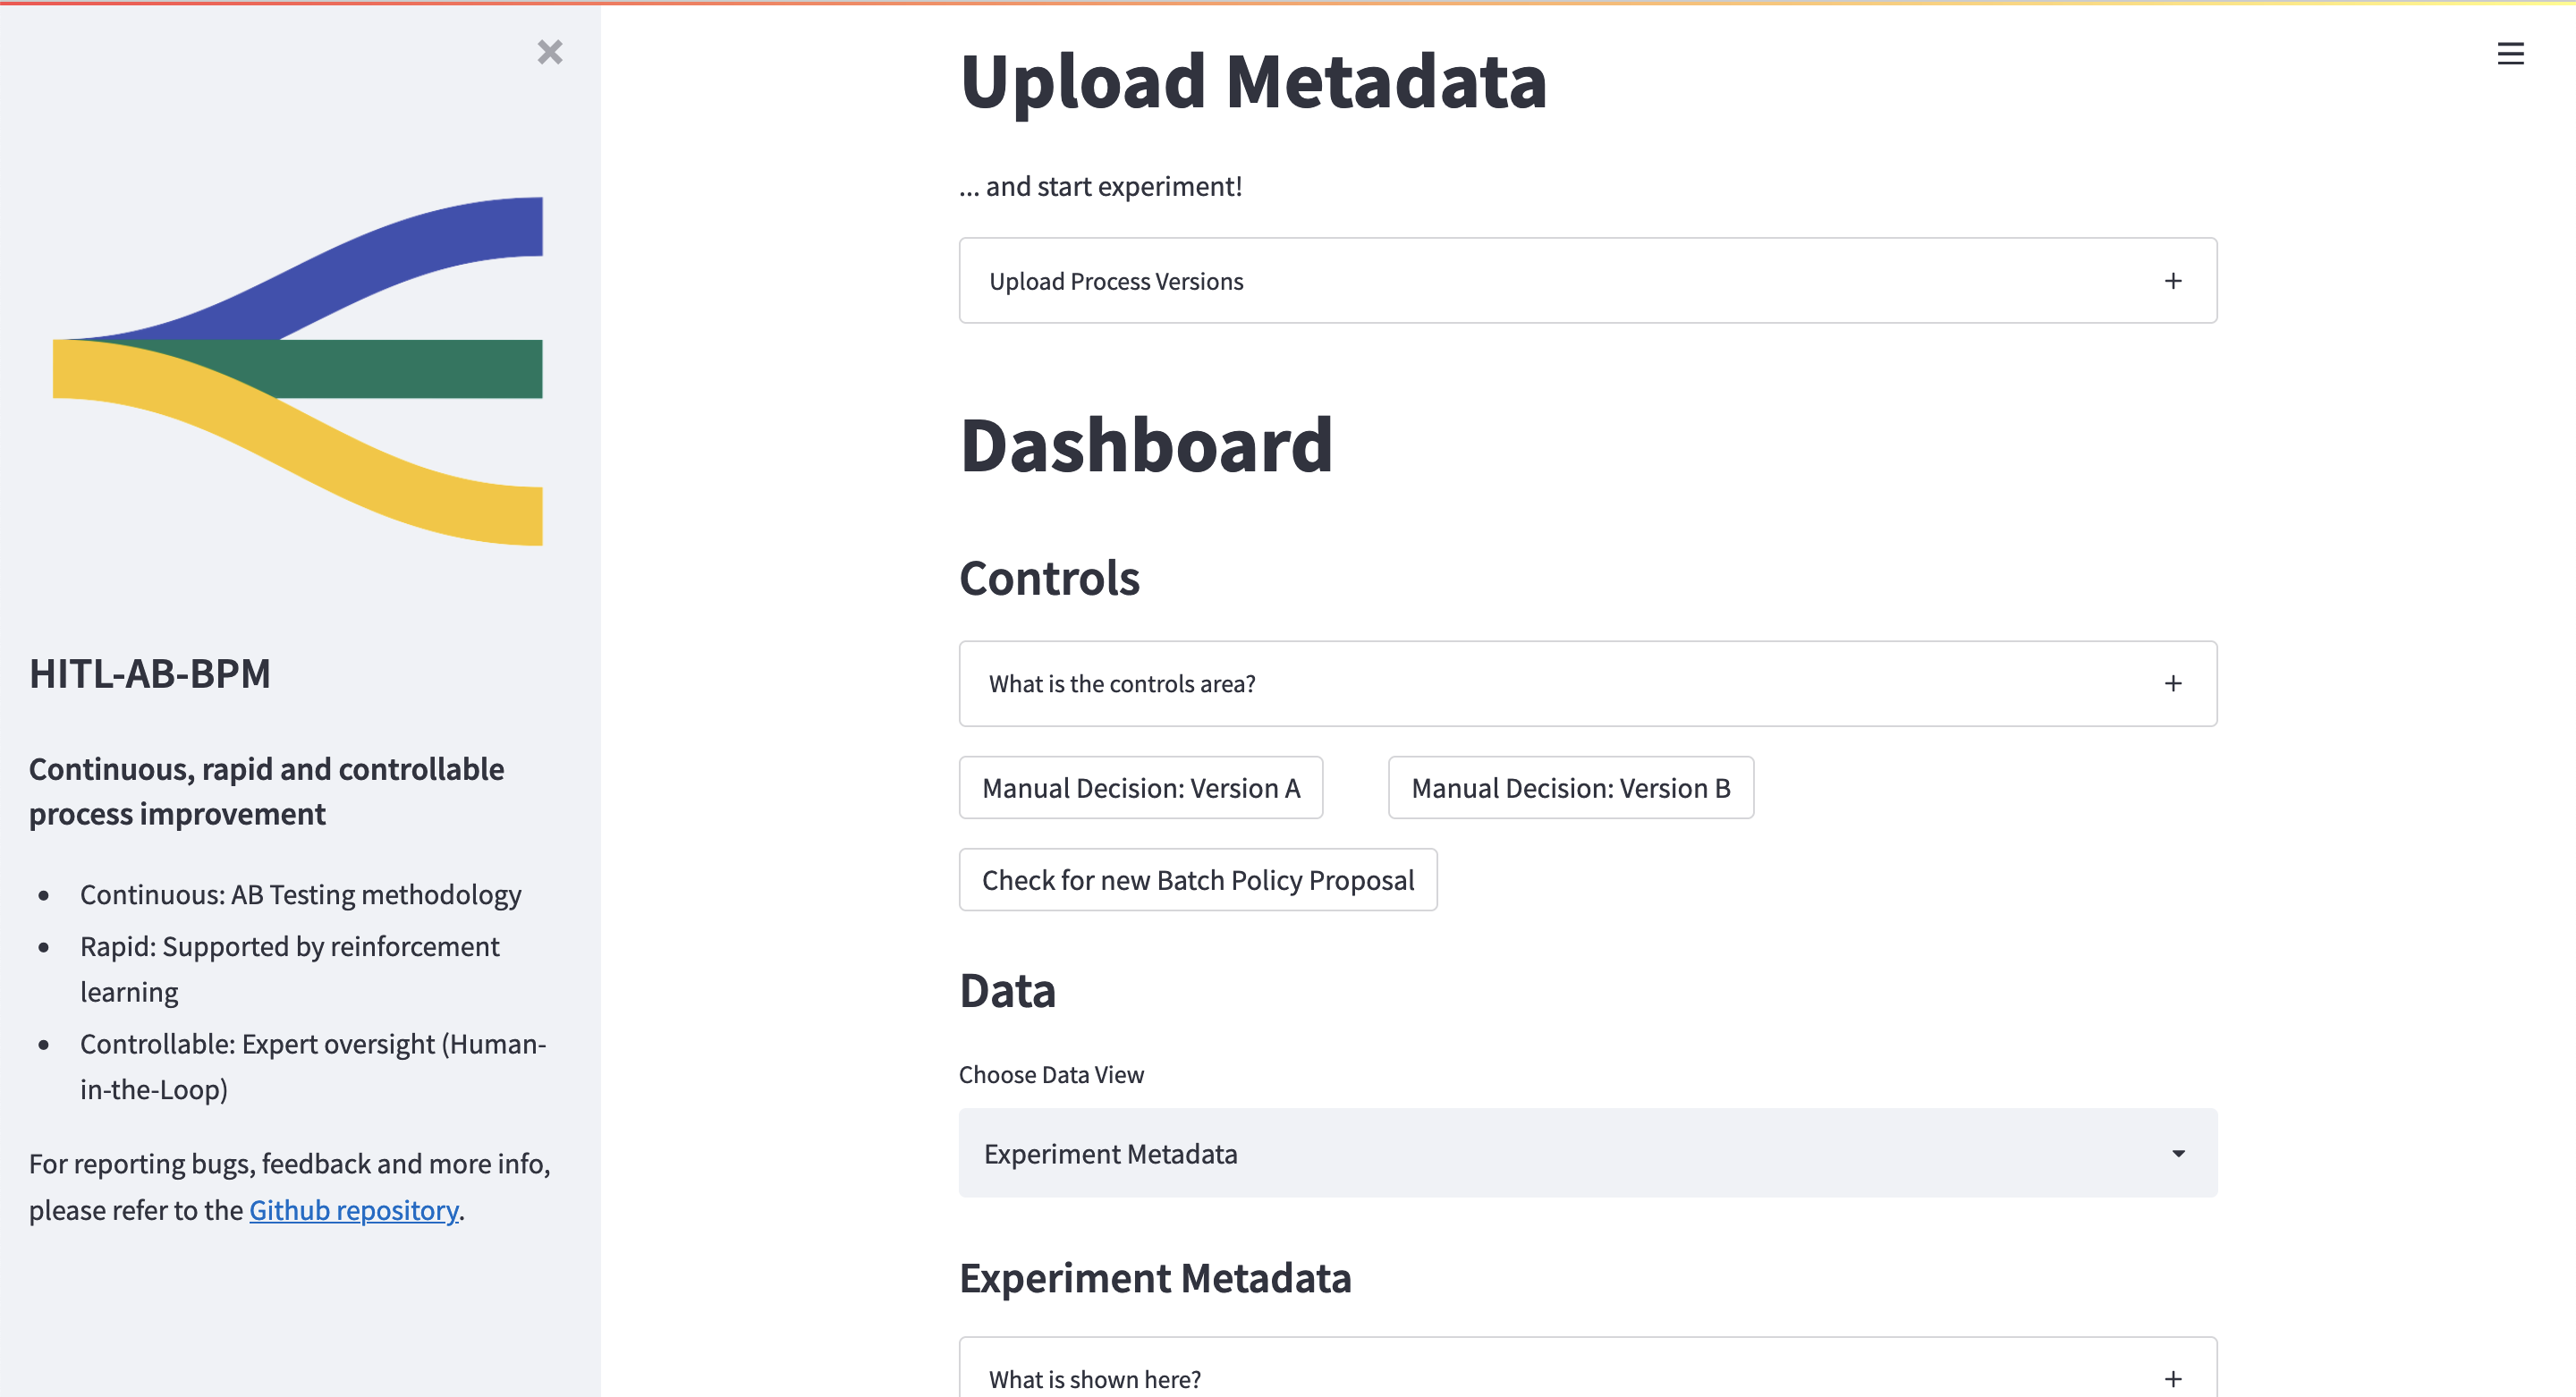 HITL-AB-BPM
Continuous, rapid and controllable
process improvement
Continuous: AB Testing methodology
Rapid: Supported by reinforcement
learning
Controllable: Expert oversight (Human-
in-the-Loop)
For reporting bugs, feedback and more info,
please refer to the Github repository.
Upload Metadata
... and start experiment!
Upload Process Versions
Dashboard
Controls
What is the controls area?
Manual Decision: Version A
Manual Decision: Version B
Check for new Batch Policy Proposal
Data
Choose Data View
Experiment Metadata
Experiment Metadata
What is shown here?